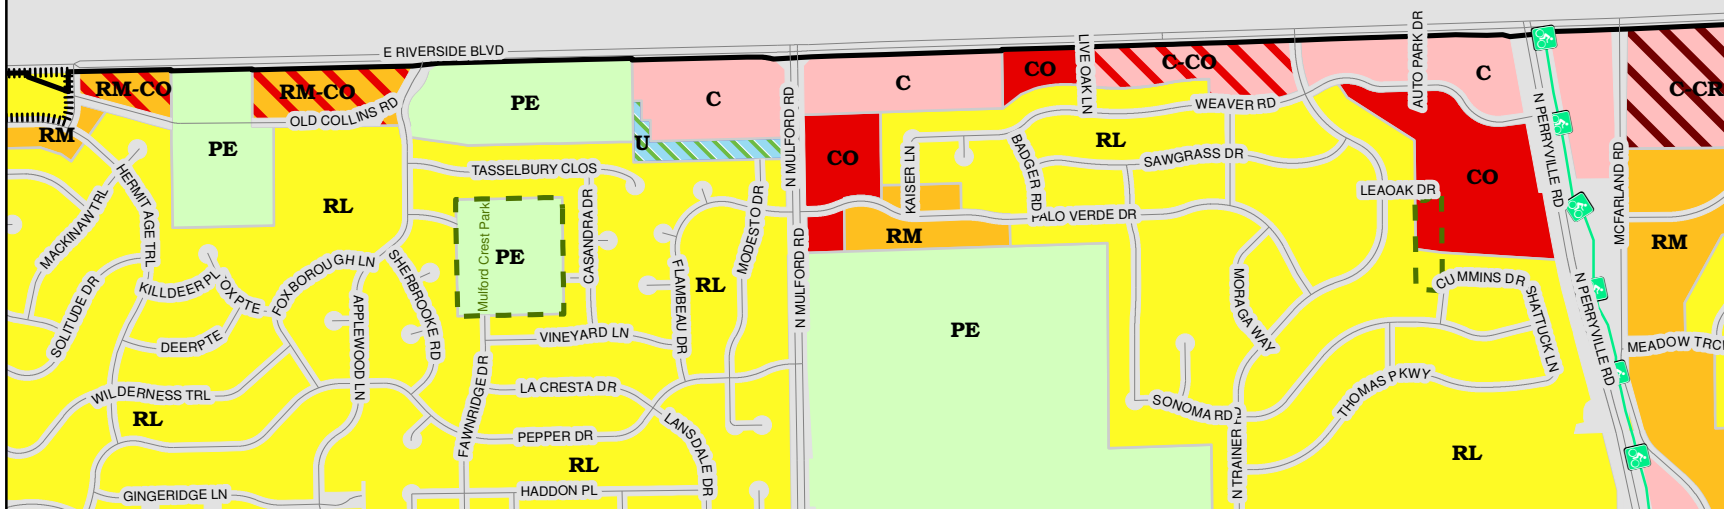 E RIVERSIDE BLVD
LIVE OAK LN
AUTO PARK DR
RM-CO
RM-CO
PE
C
C
CO
C-CO
C
C-CR
OLD COLLINS RD
WEAVER RD
N MULFORD RD
N PERRYVILLE RD
MCFARLAND RD
RM
PE
U
CO
KAISER LN
BADGER RD
RL
SAWGRASS DR
LEAOAK DR
CO
TASSELBURY CLOS
HERMIT AGE TRL
MACKINAW TRL
RL
Mulford Crest Park
PE
CASANDRA DR
MODESTO DR
PALO VERDE DR
RM
RM
N MULFORD RD
FOXBOROUGH LN
SHERBROOKE RD
FLAMBEAU DR
RL
KILLDEER PL
SOLITUDE DR
APPLEWOOD LN
MORAGA WAY
CUMMINS DR
SHATTUCK LN
N PERRYVILLE RD
PE
DEERPTE
VINEYARD LN
WILDERNESS TRL
FAWNRIDGE DR
LA CRESTA DR
THOMAS PKWY
SONOMA RD
RL
PEPPER DR
LANSDALE DR
RL
RL
GINGERIDGE LN
HADDON PL
N TRAINER